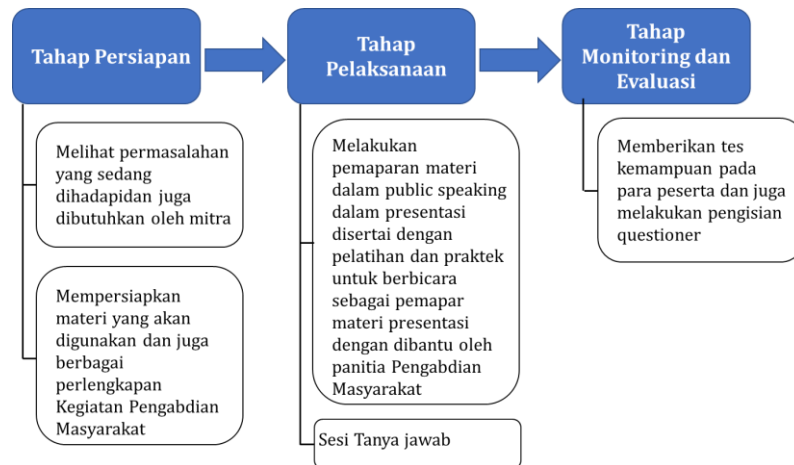 Tahap Persiapan
Melihat permasalahan
yang sedang
dihadapidan juga
dibutuhkan oleh mitra
Mempersiapkan
materi yang akan
digunakan dan juga
berbagai
perlengkapan
Kegiatan Pengabdian
Masyarakat
Tahap
Pelaksanaan
Melakukan
pemaparan materi
dalam public speaking
dalam presentasi
disertai dengan
pelatihan dan praktek
untuk berbicara
sebagai pemapar
materi presentasi
dengan dibantu oleh
panitia Pengabdian
Masyarakat
Sesi Tanya jawab
Tahap
Monitoring dan
Evaluasi
Memberikan tes
kemampuan pada
para peserta dan juga
melakukan pengisian
questioner